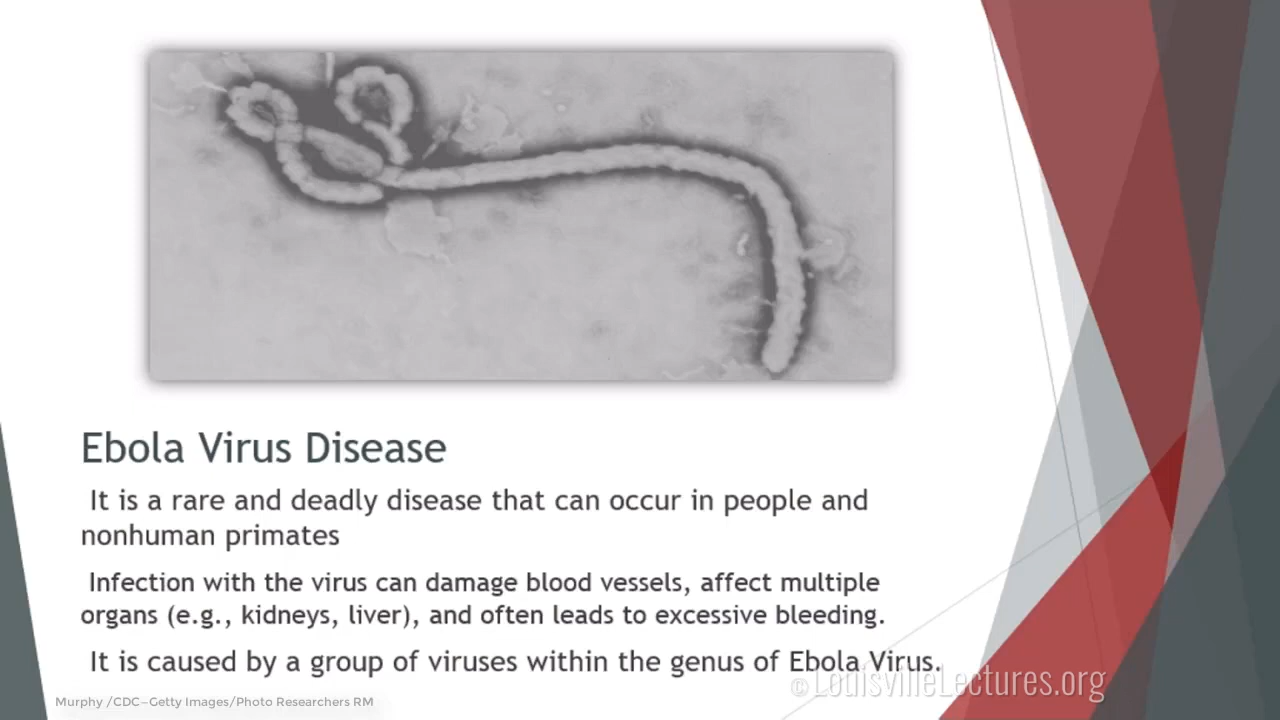 Ebola Virus Disease
It is a rare and deadly disease that can occur in people and
nonhuman primates
Infection with the virus can damage blood vessels, affect multiple
organs (e.g., kidneys, liver), and often leads to excessive bleeding.
It is caused by a group of viruses within the genus of Ebola Virus.
©LouisvilleLectures.org
Murphy /CDC—Getty Images/Photo Researchers RM